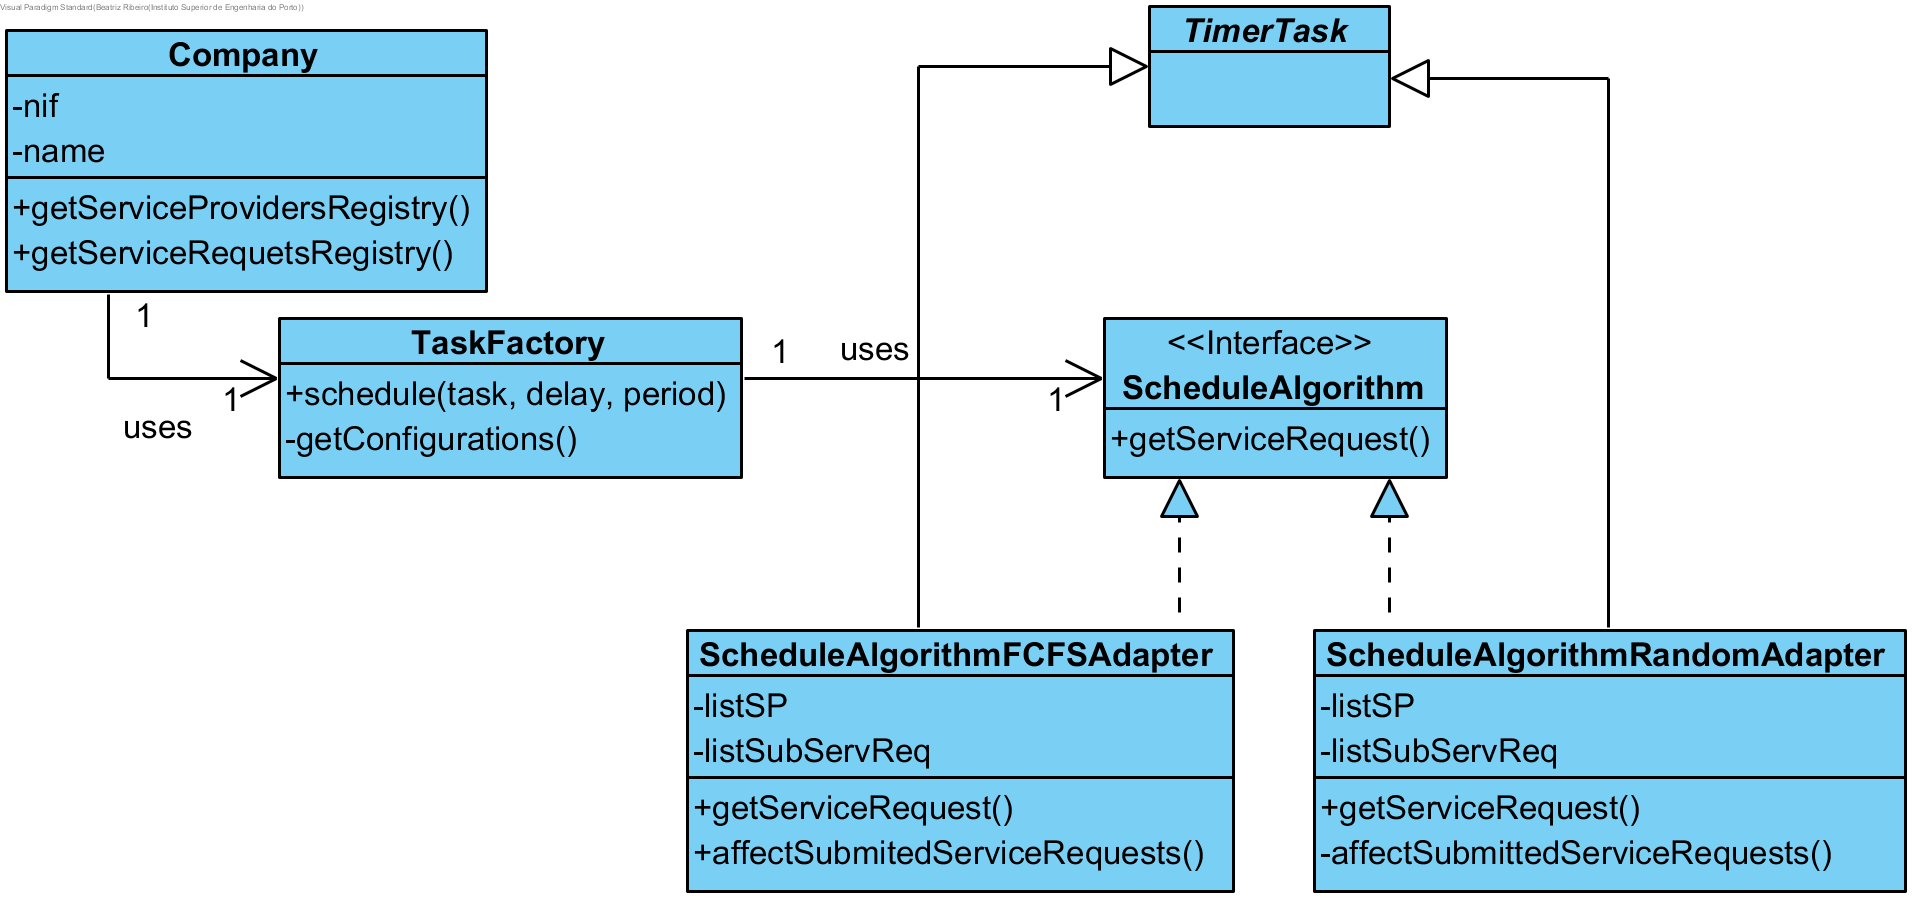 Visual Paradigm Standard(Beatriz Ribeiro(Instituto Superior de Engenharia do Porto))
Company
-nif
-name
+getServiceProvidersRegistry()
+getServiceRequetsRegistry()
TimerTask
1
uses
1
TaskFactory
+schedule(task, delay, period)
-getConfigurations()
1
uses
1
<<Interface>>
ScheduleAlgorithm
+getServiceRequest()
ScheduleAlgorithmFCFSAdapter
-listSP
-listSubServReq
+getServiceRequest()
+affectSubmitedServiceRequests()
ScheduleAlgorithmRandomAdapter
-listSP
-listSubServReq
+getServiceRequest()
-affectSubmittedServiceRequests()